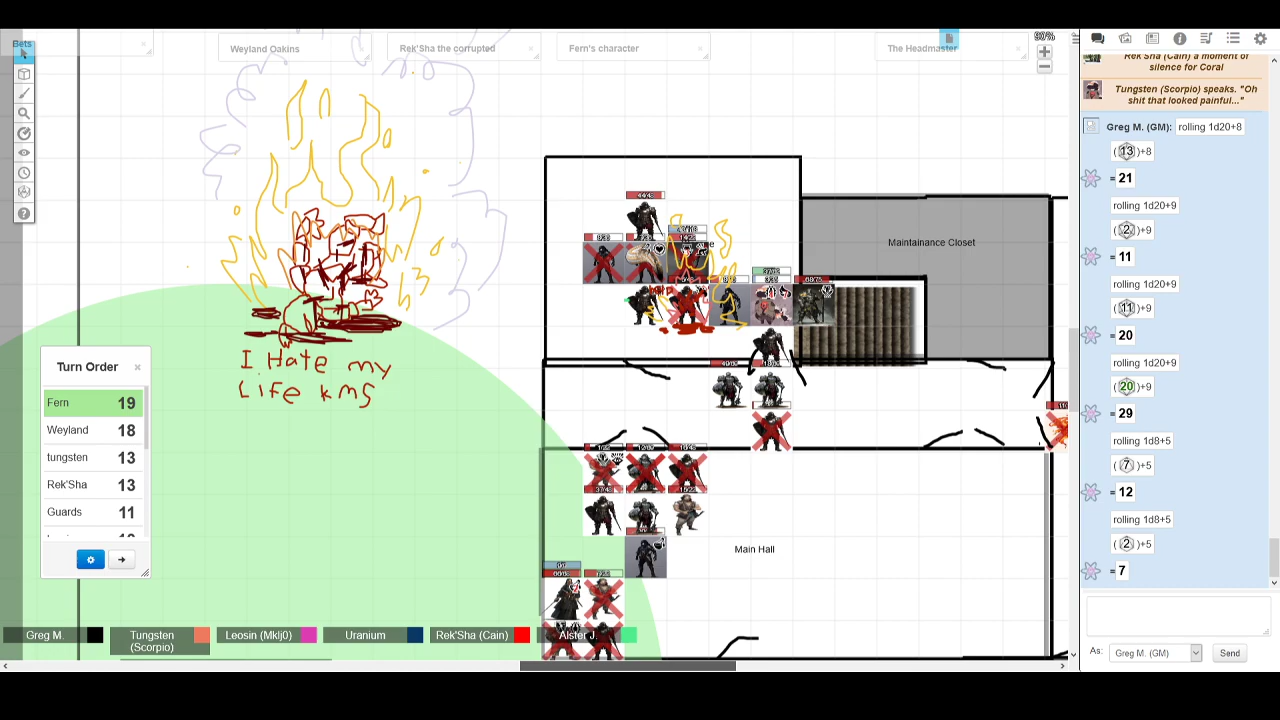 Bets
Weyland Oakins
Rek'Sha the corrupted
Fern's character
The Headmaster
Rek'Sha (Cain) a moment of
silence for Coral
Tungsten (Scorpio) speaks. "Oh
shit that looked painful..."
Greg M. (GM): rolling 1d20+8
(13)+8
= 21
rolling 1d20+9
(2)+9
= 11
rolling 1d20+9
(11)+9
= 20
rolling 1d20+9
(20)+9
= 29
rolling 1d8+5
(7)+5
= 12
rolling 1d8+5
(2)+5
= 7
As: Greg M. (GM) Send
Maintainance Closet
Main Hall
I Hate my
Life kms
Turn Order
Fern 19
Weyland 18
tungsten 13
Rek'Sha 13
Guards 11
Greg M.
Tungsten
(Scorpio)
Leosin (Mklj0)
Uranium
Rek'Sha (Cain)
Alster J.